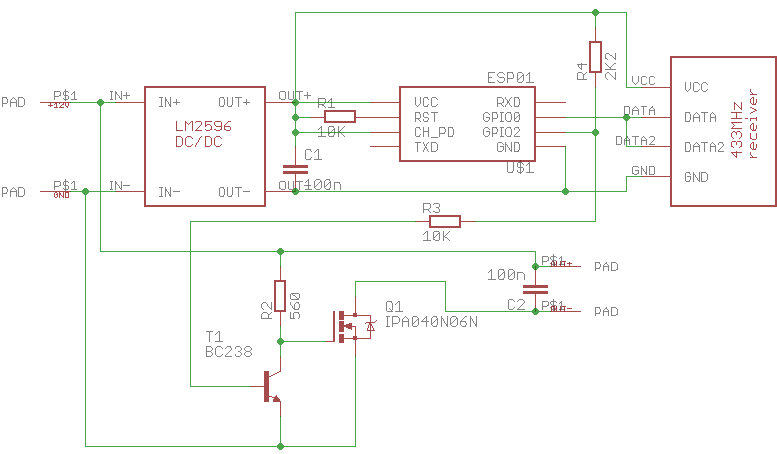 ESP01
PAD
P$1
+12V
IN+
IN+
OUT+
OUT+
LM2596
DC/DC
R1
10K
C1
100n
VCC
RST
CH_PD
TXD
RXD
GPIO0
GPIO2
GND
U$1
R4
2K2
VCC
DATA
DATA2
GND
VCC
DATA
DATA2
GND
433MHz
receiver
PAD
P$1
GND
IN-
IN-
OUT-
R3
10K
100n
C2
P$1
PAD
P$1
PAD
R2
560
Q1
IPA040N06N
T1
BC238